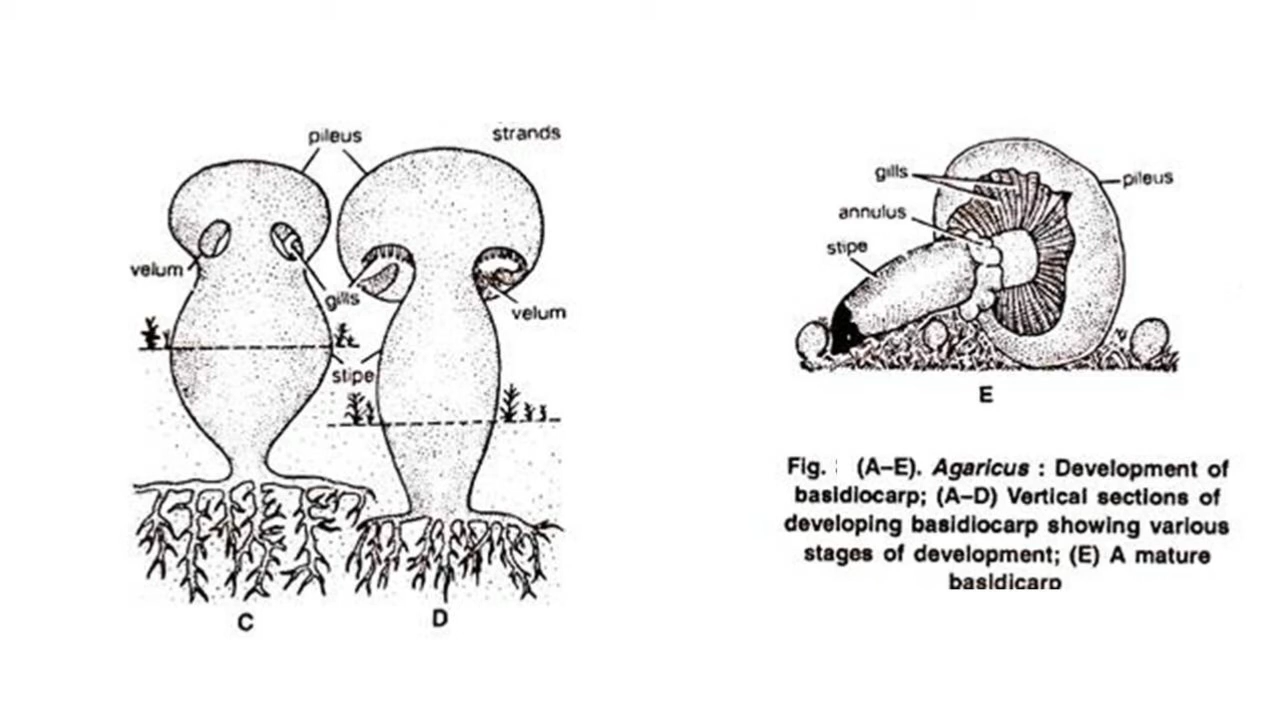 pileus
strands
velum
gills
velum
stipe
C
D
gills
pileus
annulus
stipe
E
Fig. : (A–E). Agaricus : Development of
basidiocarp; (A–D) Vertical sections of
developing basidiocarp showing various
stages of development; (E) A mature
basidicarp